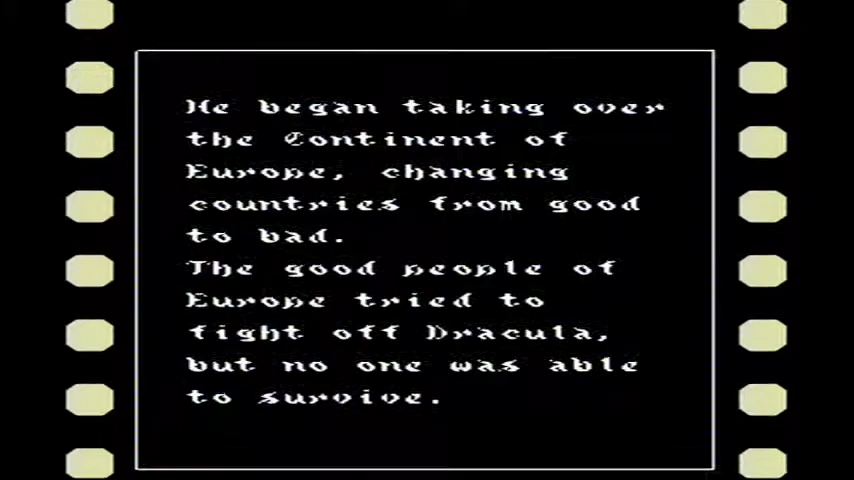 He began taking over
the Continent of
Europe, changing
countries from good
to bad.
The good people of
Europe tried to
fight off Dracula,
but no one was able
to survive.